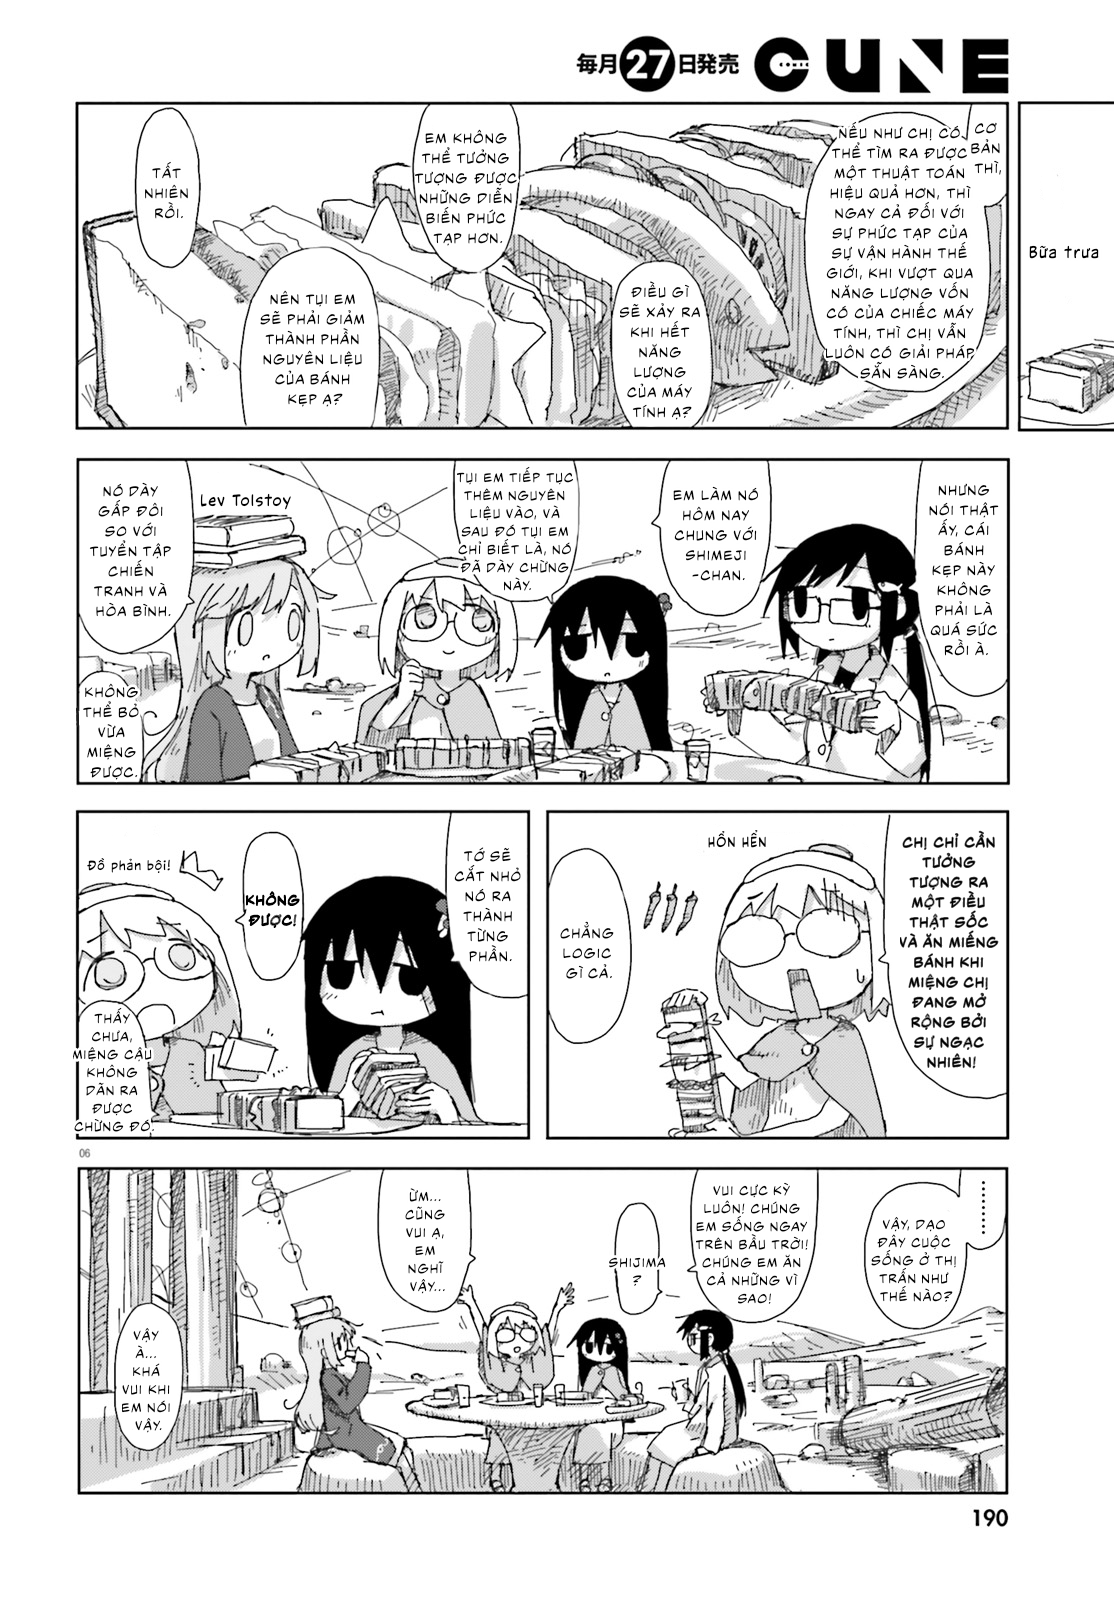 毎月27日発売 COMIC CUNE
Bữa trưa
CƠ
BẢN
THÌ,
NẾU NHƯ CHỊ CÓ
THỂ TÌM RA ĐƯỢC
MỘT THUẬT TOÁN
HIỆU QUẢ HƠN, THÌ
NGAY CẢ ĐỐI VỚI
SỰ PHỨC TẠP CỦA
SỰ VẬN HÀNH THẾ
GIỚI, KHI VƯỢT QUA
NĂNG LƯỢNG VỐN
CÓ CỦA CHIẾC MÁY
TÍNH, THÌ CHỊ VẪN
LUÔN CÓ GIẢI PHÁP
SẴN SÀNG.
ĐIỀU GÌ
SẼ XẢY RA
KHI HẾT
NĂNG
LƯỢNG
CỦA MÁY
TÍNH Ạ?
EM KHÔNG
THỂ TƯỞNG
TƯỢNG ĐƯỢC
NHỮNG DIỄN
BIẾN PHỨC
TẠP HƠN.
NÊN TỤI EM
SẼ PHẢI GIẢM
THÀNH PHẦN
NGUYÊN LIỆU
CỦA BÁNH
KẸP Ạ?
TẤT
NHIÊN
RỒI.
NHƯNG
NÓI THẬT
ẤY, CÁI
BÁNH
KẸP NÀY
KHÔNG
PHẢI LÀ
QUÁ SỨC
RỒI À.
EM LÀM NÓ
HÔM NAY
CHUNG VỚI
SHIMEJI
-CHAN.
TỤI EM TIẾP TỤC
THÊM NGUYÊN
LIỆU VÀO, VÀ
SAU ĐÓ TỤI EM
CHỈ BIẾT LÀ, NÓ
ĐÃ DÀY CHỪNG
NÀY.
Lev Tolstoy
NÓ DÀY
GẤP ĐÔI
SO VỚI
TUYỂN TẬP
CHIẾN
TRANH VÀ
HÒA BÌNH.
KHÔNG
THỂ BỎ
VỪA
MIỆNG
ĐƯỢC.
CHỊ CHỈ CẦN
TƯỞNG
TƯỢNG RA
MỘT ĐIỀU
THẬT SỐC
VÀ ĂN MIẾNG
BÁNH KHI
MIỆNG CHỊ
ĐANG MỞ
RỘNG BỞI
SỰ NGẠC
NHIÊN!
HỔN HỂN
CHẲNG
LOGIC
GÌ CẢ.
TỚ SẼ
CẮT NHỎ
NÓ RA
THÀNH
TỪNG
PHẦN.
KHÔNG
ĐƯỢC!
Đồ phản bội!
THẤY
CHƯA,
MIỆNG CẬU
KHÔNG
DÃN RA
ĐƯỢC
CHỪNG ĐÓ.
06
........
VẬY, DẠO
ĐÂY CUỘC
SỐNG Ở THỊ
TRẤN NHƯ
THẾ NÀO?
VUI CỰC KỲ
LUÔN! CHÚNG
EM SỐNG NGAY
TRÊN BẦU TRỜI!
CHÚNG EM ĂN
CẢ NHỮNG VÌ
SAO!
SHIJIMA
?
ỪM...
CŨNG
VUI Ạ,
EM
NGHĨ
VẬY...
VẬY
À...
KHÁ
VUI KHI
EM NÓI
VẬY.
190